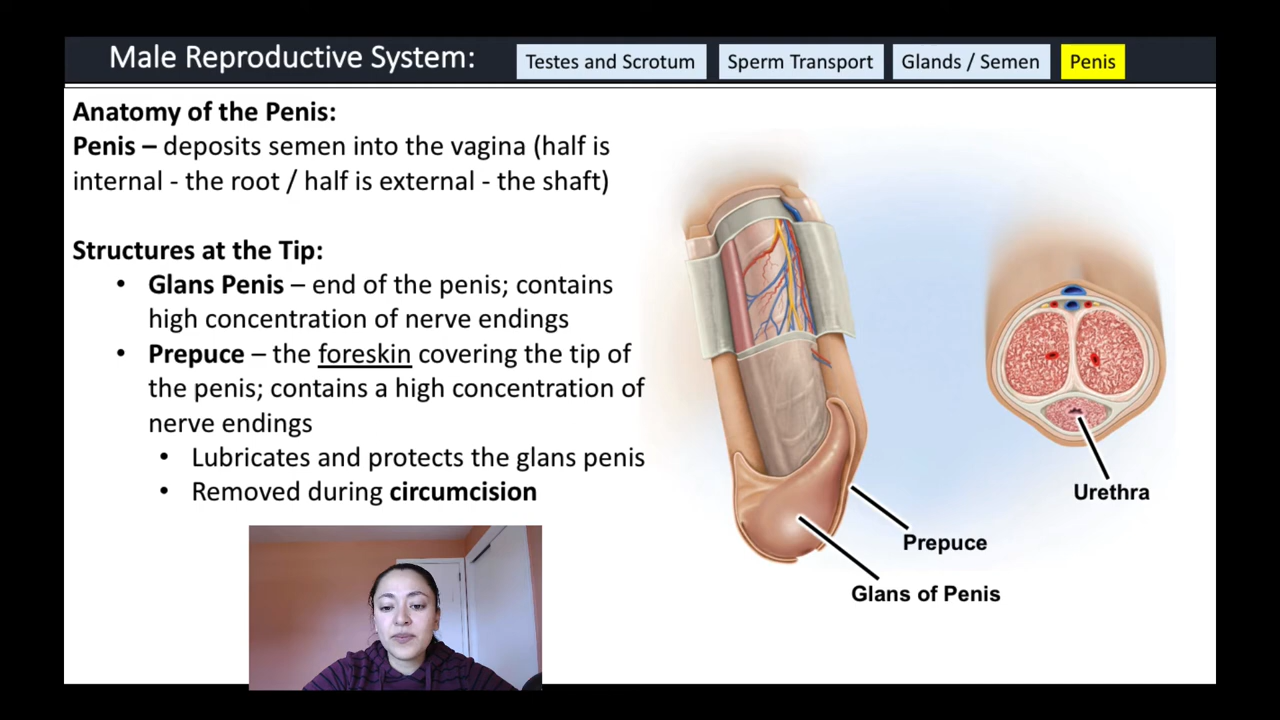 Male Reproductive System:
Testes and Scrotum
Sperm Transport
Glands / Semen
Penis
Anatomy of the Penis:
Penis – deposits semen into the vagina (half is
internal - the root / half is external - the shaft)
Structures at the Tip:
• Glans Penis – end of the penis; contains
high concentration of nerve endings
• Prepuce – the foreskin covering the tip of
the penis; contains a high concentration of
nerve endings
• Lubricates and protects the glans penis
• Removed during circumcision
Urethra
Prepuce
Glans of Penis